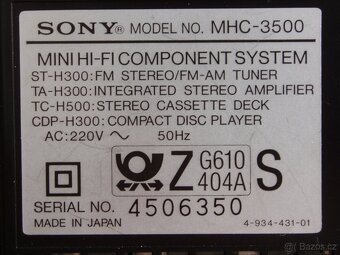 SONY® MODEL NO. MHC-3500
MINI HI-FI COMPONENT SYSTEM
ST-H300:FM STEREO/FM-AM TUNER
TA-H300:INTEGRATED STEREO AMPLIFIER
TC-H500:STEREO CASSETTE DECK
CDP-H300:COMPACT DISC PLAYER
AC:220V ~ 50Hz
Z G610 S
404A
SERIAL NO. 4506350
MADE IN JAPAN 4-934-431-01
Bazoš.cz